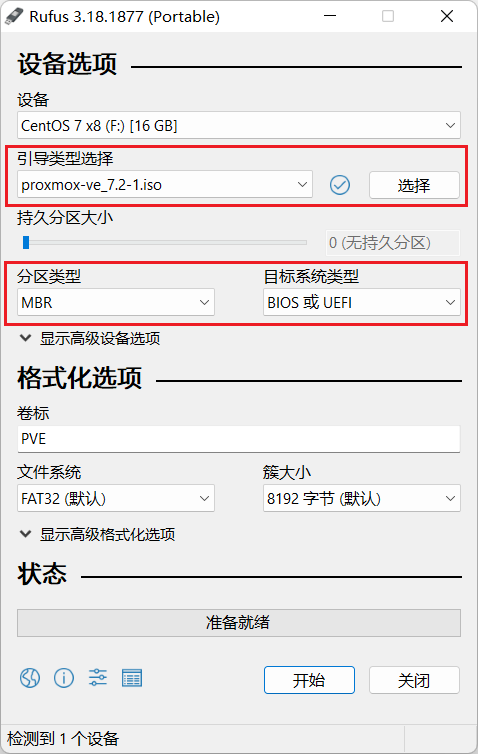 Rufus 3.18.1877 (Portable)
设备选项
设备
CentOS 7 x8 (F:) [16 GB]
引导类型选择
proxmox-ve_7.2-1.iso
选择
持久分区大小
0 (无持久分区)
分区类型 目标系统类型
MBR BIOS 或 UEFI
显示高级设备选项
格式化选项
卷标
PVE
文件系统 簇大小
FAT32 (默认) 8192 字节 (默认)
显示高级格式化选项
状态
准备就绪
开始 关闭
检测到 1 个设备